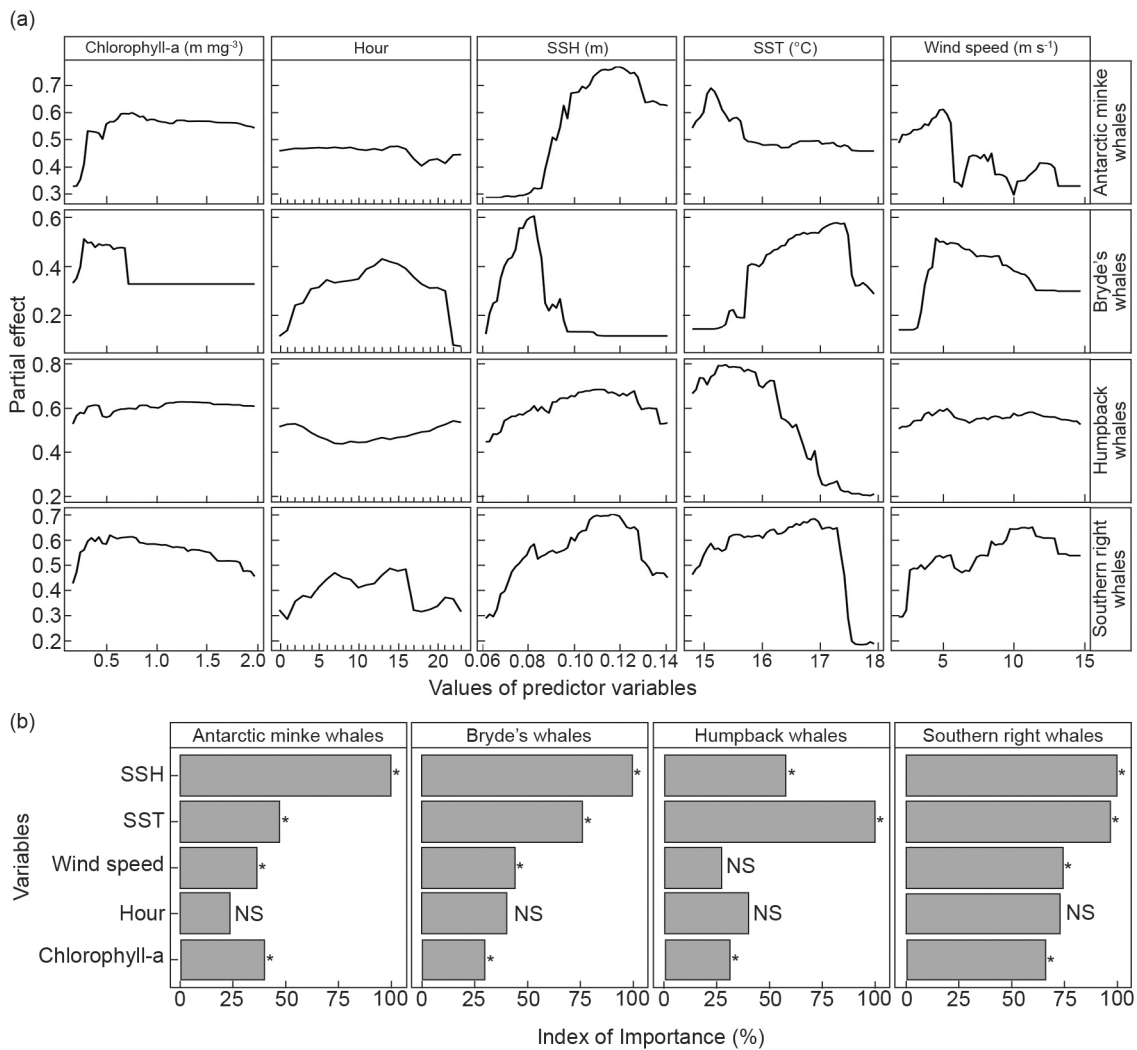 (a)
Chlorophyll-a (m mg-3) Hour SSH (m) SST (°C) Wind speed (m s-1)
0.7
0.6
0.5
0.4
0.3
Antarctic minke
whales
0.6
0.4
0.2
Bryde's
whales
0.8
0.6
0.4
0.2
Humpback
whales
0.7
0.6
0.5
0.4
0.3
0.2
Southern right
whales
Partial effect
0.5 1.0 1.5 2.0 0 5 10 15 20 0.06 0.08 0.10 0.12 0.14 15 16 17 18 5 10 15
Values of predictor variables
(b)
Antarctic minke whales Bryde's whales Humpback whales Southern right whales
Variables
SSH * * * *
SST * * * *
Wind speed * * NS *
Hour NS NS NS NS
Chlorophyll-a * * * *
0 25 50 75 100 0 25 50 75 100 0 25 50 75 100 0 25 50 75 100
Index of Importance (%)